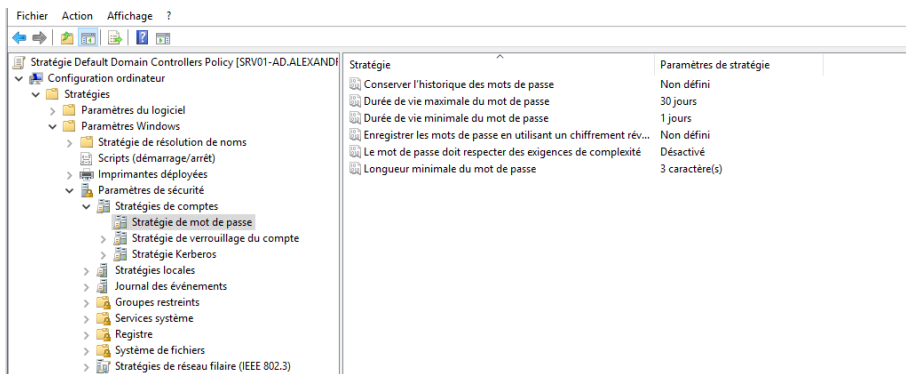 Fichier Action Affichage ?
Stratégie Default Domain Controllers Policy [SRV01-AD.ALEXANDR
Configuration ordinateur
Stratégies
Paramètres du logiciel
Paramètres Windows
Stratégie de résolution de noms
Scripts (démarrage/arrêt)
Imprimantes déployées
Paramètres de sécurité
Stratégies de comptes
Stratégie de mot de passe
Stratégie de verrouillage du compte
Stratégie Kerberos
Stratégies locales
Journal des événements
Groupes restreints
Services système
Registre
Système de fichiers
Stratégies de réseau filaire (IEEE 802.3)
Stratégie Paramètres de stratégie
Conserver l'historique des mots de passe Non défini
Durée de vie maximale du mot de passe 30 jours
Durée de vie minimale du mot de passe 1 jours
Enregistrer les mots de passe en utilisant un chiffrement rév... Non défini
Le mot de passe doit respecter des exigences de complexité Désactivé
Longueur minimale du mot de passe 3 caractère(s)